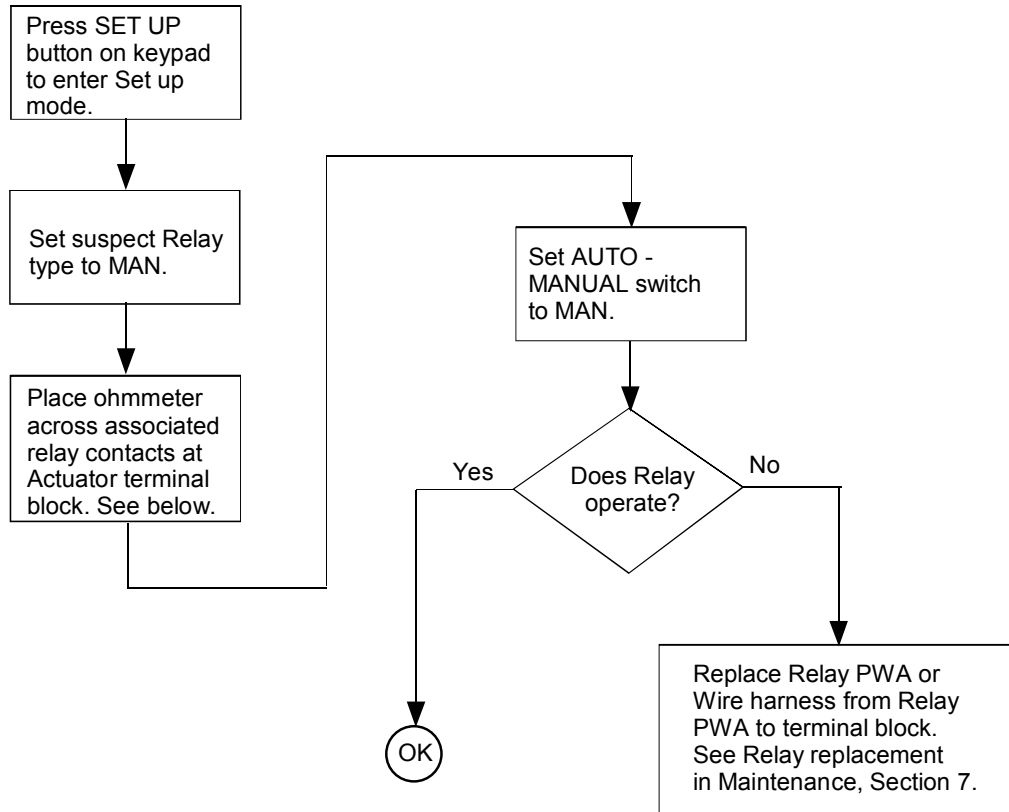 Press SET UP
button on keypad
to enter Set up
mode.
Set suspect Relay
type to MAN.
Place ohmmeter
across associated
relay contacts at
Actuator terminal
block. See below.
Set AUTO -
MANUAL switch
to MAN.
Does Relay
operate?
Yes
No
OK
Replace Relay PWA or
Wire harness from Relay
PWA to terminal block.
See Relay replacement
in Maintenance, Section 7.